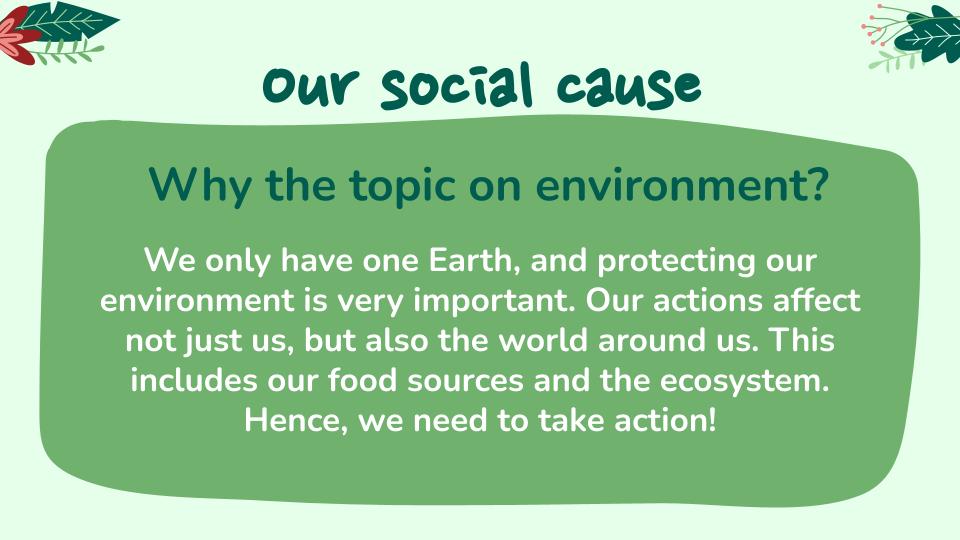 our social cause
Why the topic on environment?
We only have one Earth, and protecting our
environment is very important. Our actions affect
not just us, but also the world around us. This
includes our food sources and the ecosystem.
Hence, we need to take action!